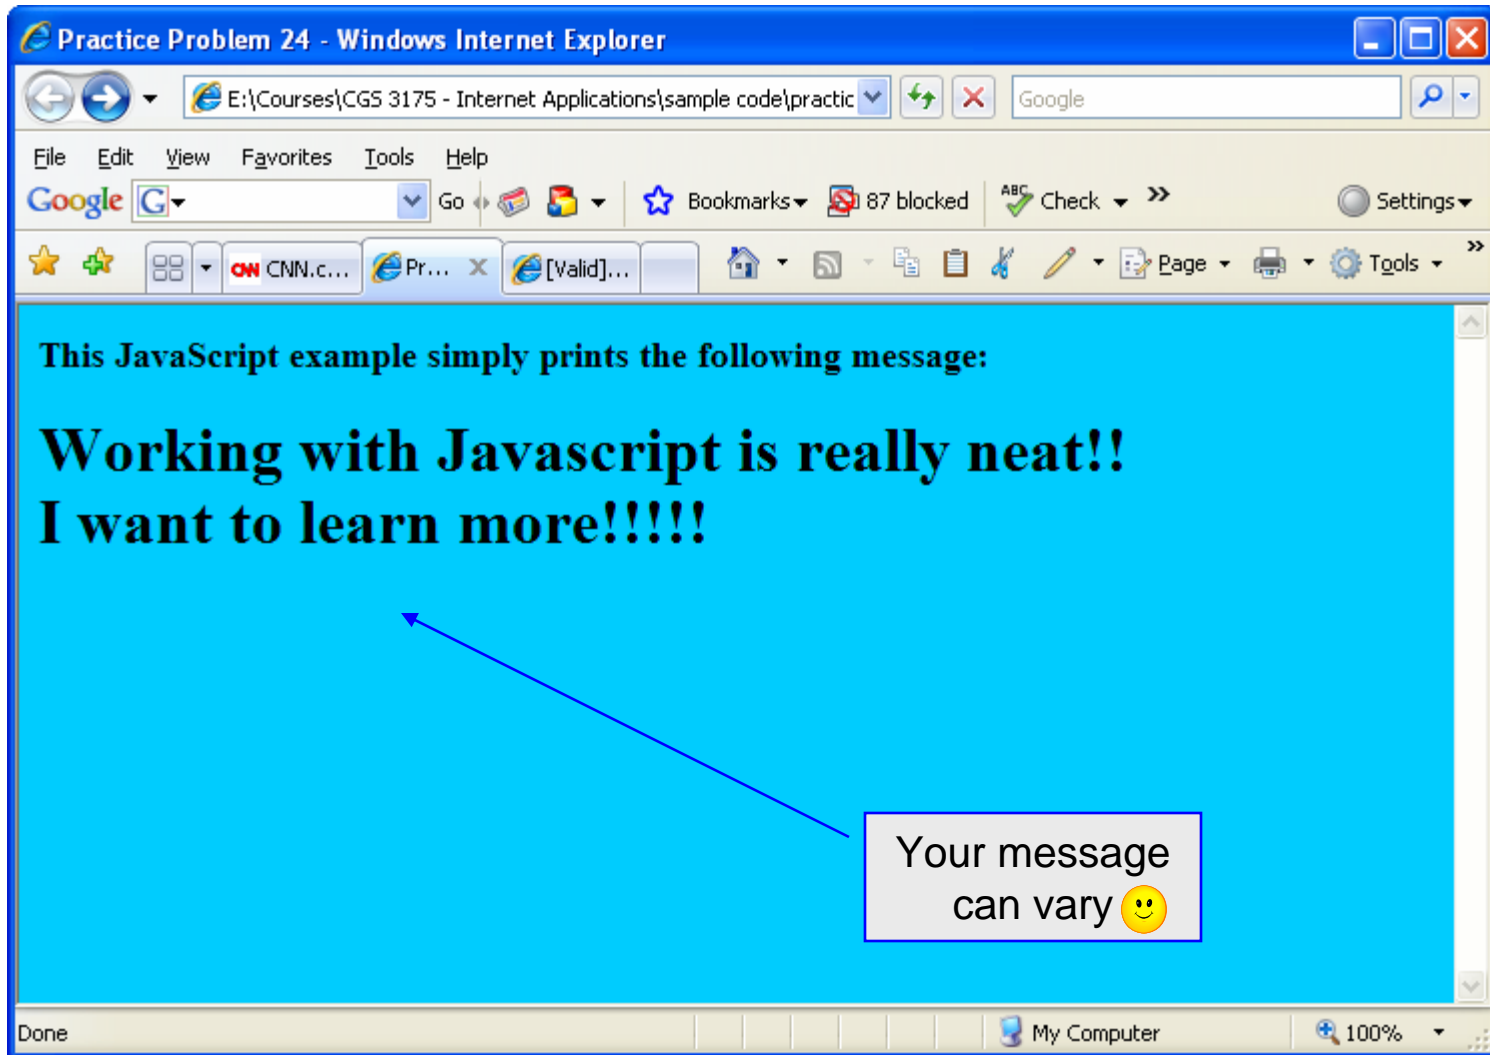 Practice Problem 24 - Windows Internet Explorer
E:\Courses\CGS 3175 - Internet Applications\sample code\practic
Google
File Edit View Favorites Tools Help
Google G Go Bookmarks 87 blocked ABC Check >> Settings
CNN CNN.c... Pr... X [Valid]... Page Tools >>
This JavaScript example simply prints the following message:
Working with Javascript is really neat!!
I want to learn more!!!!!
Your message
can vary
Done My Computer 100%